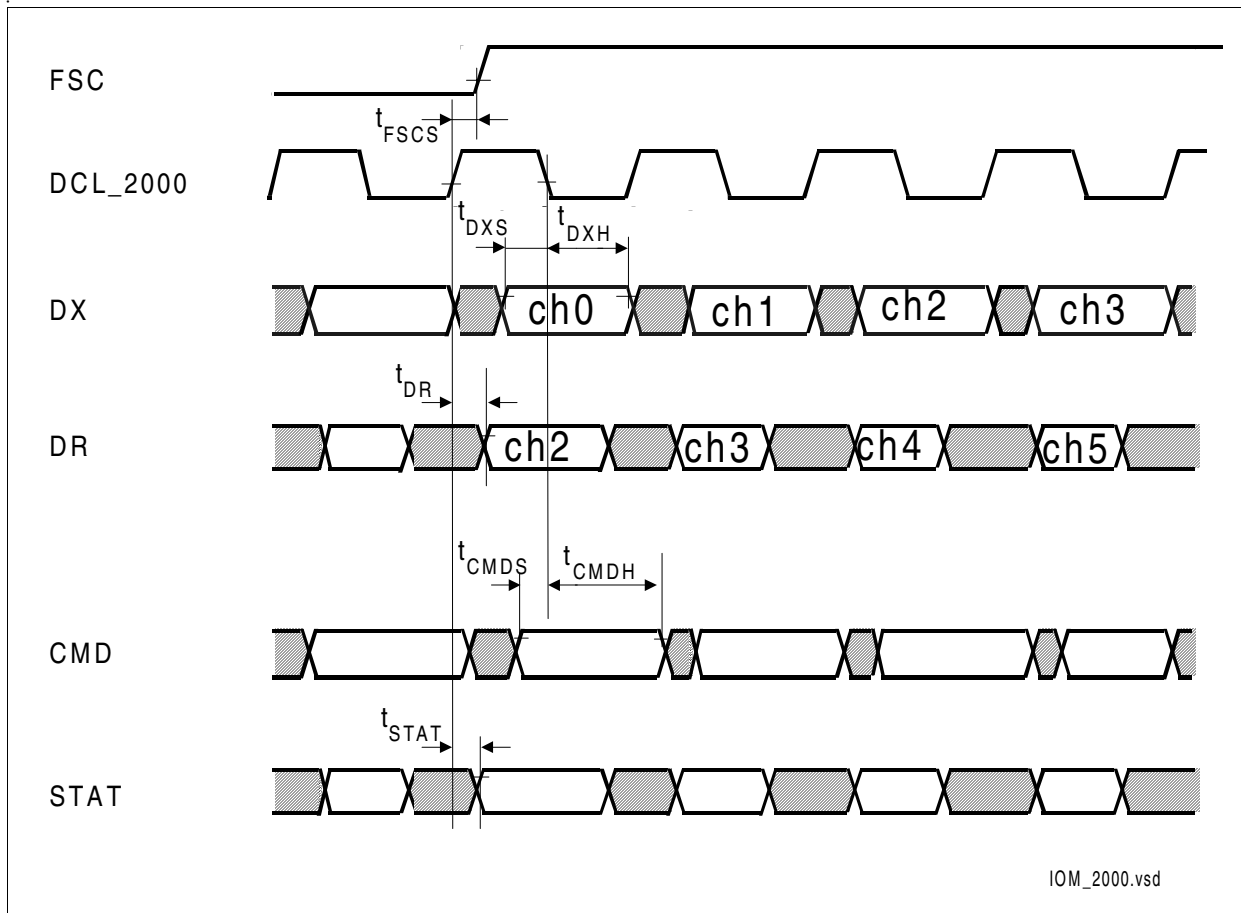 FSC
tFSCS
DCL_2000
tDXS tDXH
DX ch0 ch1 ch2 ch3
tDR
DR ch2 ch3 ch4 ch5
tCMDS tCMDH
CMD
tSTAT
STAT
IOM_2000.vsd